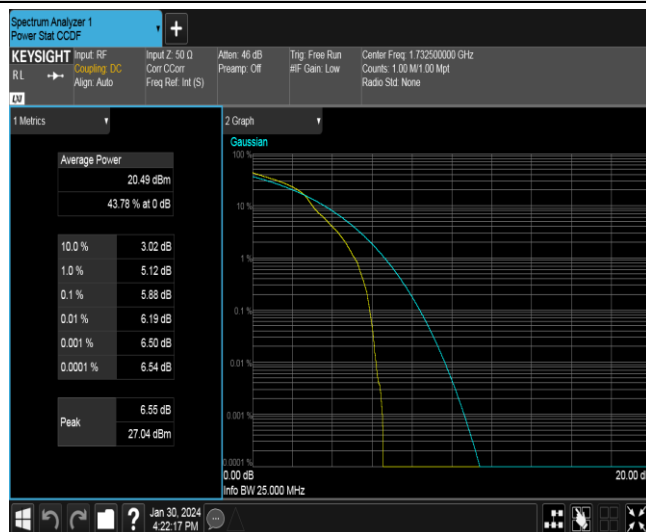 Spectrum Analyzer 1
Power Stat CCDF
KEYSIGHT
RL
LXI
Input: RF
Coupling: DC
Align: Auto
Input Z: 50 Ω
Corr CCorr
Freq Ref: Int (S)
Atten: 46 dB
Preamp: Off
Trig: Free Run
#IF Gain: Low
Center Freq: 1.732500000 GHz
Counts: 1.00 M/1.00 Mpt
Radio Std: None
1 Metrics
Average Power
20.49 dBm
43.78 % at 0 dB
10.0 % 3.02 dB
1.0 % 5.12 dB
0.1 % 5.88 dB
0.01 % 6.19 dB
0.001 % 6.50 dB
0.0001 % 6.54 dB
Peak
6.55 dB
27.04 dBm
2 Graph
Gaussian
100 %
10 %
1 %
0.1 %
0.01 %
0.001 %
0.0001 %
0.00 dB
20.00 d
Info BW 25.000 MHz
?
Jan 30, 2024
4:22:17 PM